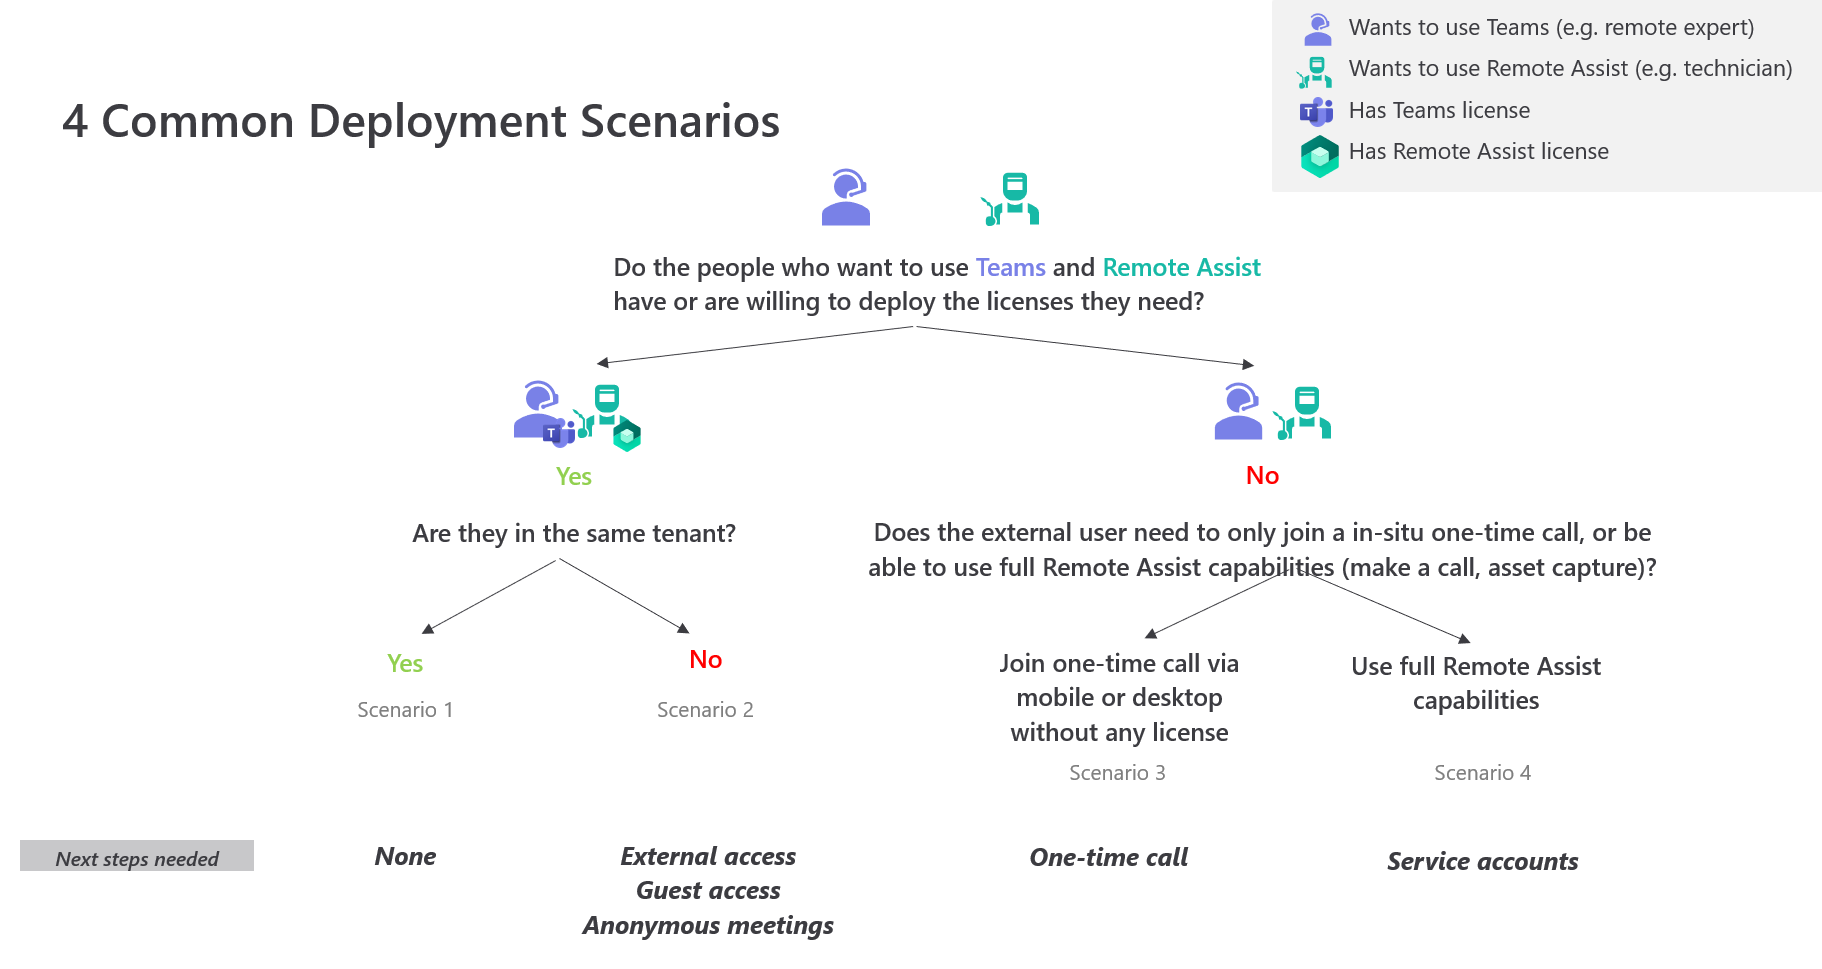 Wants to use Teams (e.g. remote expert)
Wants to use Remote Assist (e.g. technician)
T
Has Teams license
Has Remote Assist license
4 Common Deployment Scenarios
Do the people who want to use Teams and Remote Assist
have or are willing to deploy the licenses they need?
T
Yes
No
Are they in the same tenant?
Does the external user need to only join a in-situ one-time call, or be
able to use full Remote Assist capabilities (make a call, asset capture)?
Yes
Scenario 1
No
Scenario 2
Join one-time call via
mobile or desktop
without any license
Scenario 3
Use full Remote Assist
capabilities
Scenario 4
Next steps needed
None
External access
Guest access
Anonymous meetings
One-time call
Service accounts